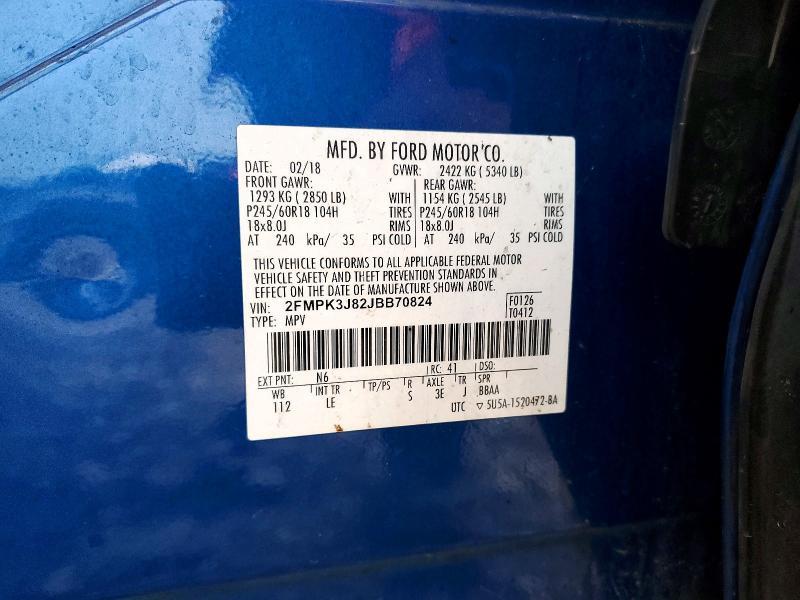 MFD. BY FORD MOTOR CO.
DATE: 02/18 GVWR: 2422 KG ( 5340 LB)
FRONT GAWR: REAR GAWR:
1293 KG ( 2850 LB) WITH 1154 KG ( 2545 LB) WITH
P245/60R18 104H TIRES P245/60R18 104H TIRES
18x8.0J RIMS 18x8.0J RIMS
AT 240 kPa/ 35 PSI COLD AT 240 kPa/ 35 PSI COLD
THIS VEHICLE CONFORMS TO ALL APPLICABLE FEDERAL MOTOR
VEHICLE SAFETY AND THEFT PREVENTION STANDARDS IN
EFFECT ON THE DATE OF MANUFACTURE SHOWN ABOVE.
VIN: 2FMPK3J82JBB70824 F0126
TYPE: MPV T0412
EXT PNT: N6 RC: 41 DSO:
WB INT TR TP/PS R AXLE TR SPR
112 LE S 3E J BBAA
UTC ▽ 5U5A-1520472-BA